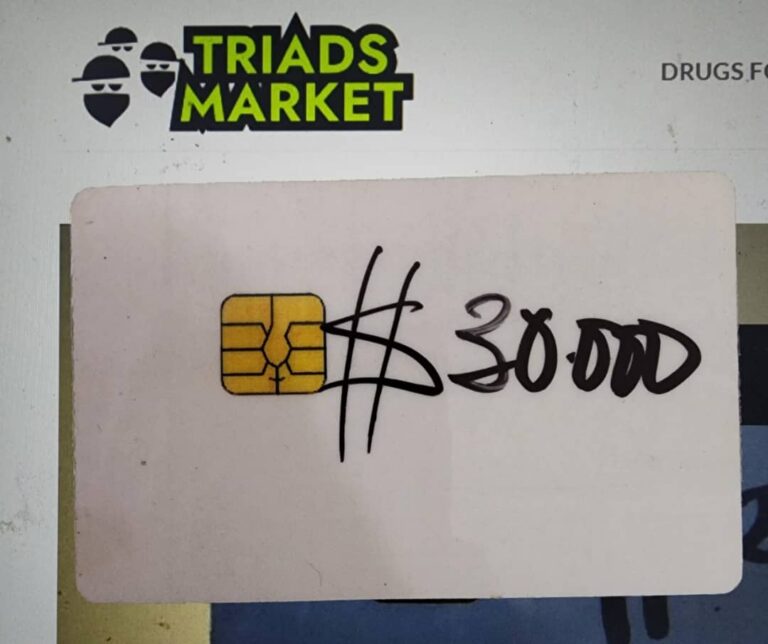 TRIADS
MARKET
DRUGS FO
$30.000